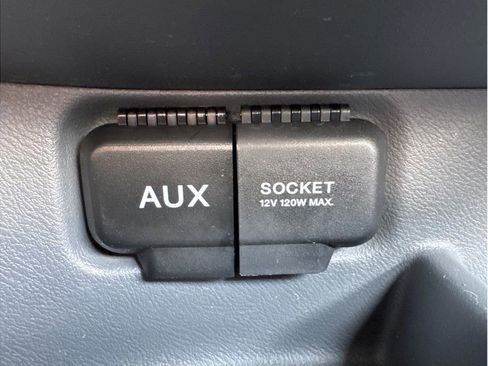 AUX
SOCKET
12V 120W MAX.